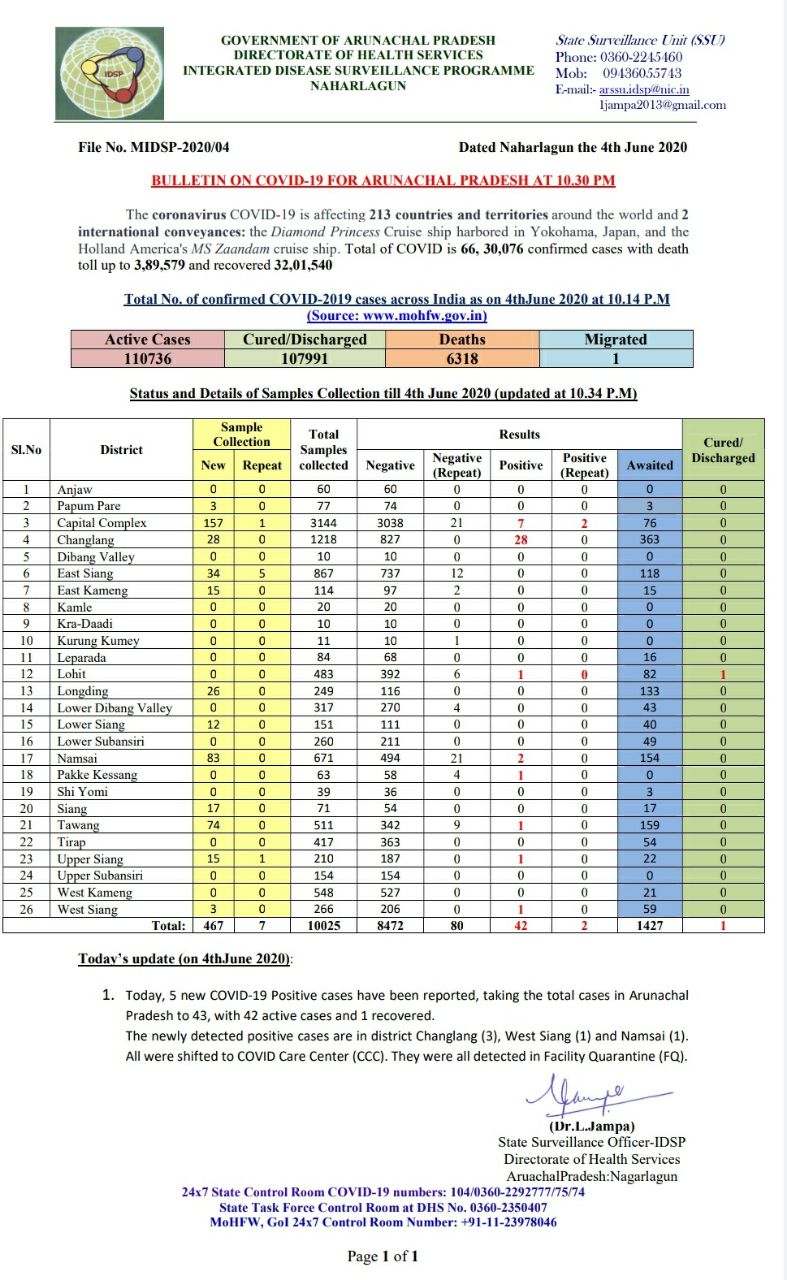 IDSP
GOVERNMENT OF ARUNACHAL PRADESH
DIRECTORATE OF HEALTH SERVICES
INTEGRATED DISEASE SURVEILLANCE PROGRAMME
NAHARLAGUN
State Surveillance Unit (SSU)
Phone: 0360-2245460
Mob: 09436055743
E-mail:- arssu.idsp@nic.in
ljampa2013@gmail.com
File No. MIDSP-2020/04 Dated Naharlagun the 4th June 2020
BULLETIN ON COVID-19 FOR ARUNACHAL PRADESH AT 10.30 PM
The coronavirus COVID-19 is affecting 213 countries and territories around the world and 2
international conveyances: the Diamond Princess Cruise ship harbored in Yokohama, Japan, and the
Holland America's MS Zaandam cruise ship. Total of COVID is 66, 30,076 confirmed cases with death
toll up to 3,89,579 and recovered 32,01,540
Total No. of confirmed COVID-2019 cases across India as on 4thJune 2020 at 10.14 P.M
(Source: www.mohfw.gov.in)
Active Cases Cured/Discharged Deaths Migrated
110736 107991 6318 1
Status and Details of Samples Collection till 4th June 2020 (updated at 10.34 P.M)
Sl.No District Sample Collection Total Samples collected Results Cured/ Discharged
New Repeat Negative Negative (Repeat) Positive Positive (Repeat) Awaited
1 Anjaw 0 0 60 60 0 0 0 0 0
2 Papum Pare 3 0 77 74 0 0 0 3 0
3 Capital Complex 157 1 3144 3038 21 7 2 76 0
4 Changlang 28 0 1218 827 0 28 0 363 0
5 Dibang Valley 0 0 10 10 0 0 0 0 0
6 East Siang 34 5 867 737 12 0 0 118 0
7 East Kameng 15 0 114 97 2 0 0 15 0
8 Kamle 0 0 20 20 0 0 0 0 0
9 Kra-Daadi 0 0 10 10 0 0 0 0 0
10 Kurung Kumey 0 0 11 10 1 0 0 0 0
11 Leparada 0 0 84 68 0 0 0 16 0
12 Lohit 0 0 483 392 6 1 0 82 1
13 Longding 26 0 249 116 0 0 0 133 0
14 Lower Dibang Valley 0 0 317 270 4 0 0 43 0
15 Lower Siang 12 0 151 111 0 0 0 40 0
16 Lower Subansiri 0 0 260 211 0 0 0 49 0
17 Namsai 83 0 671 494 21 2 0 154 0
18 Pakke Kessang 0 0 63 58 4 1 0 0 0
19 Shi Yomi 0 0 39 36 0 0 0 3 0
20 Siang 17 0 71 54 0 0 0 17 0
21 Tawang 74 0 511 342 9 1 0 159 0
22 Tirap 0 0 417 363 0 0 0 54 0
23 Upper Siang 15 1 210 187 0 1 0 22 0
24 Upper Subansiri 0 0 154 154 0 0 0 0 0
25 West Kameng 0 0 548 527 0 0 0 21 0
26 West Siang 3 0 266 206 0 1 0 59 0
Total: 467 7 10025 8472 80 42 2 1427 1
Today's update (on 4thJune 2020):
1. Today, 5 new COVID-19 Positive cases have been reported, taking the total cases in Arunachal
Pradesh to 43, with 42 active cases and 1 recovered.
The newly detected positive cases are in district Changlang (3), West Siang (1) and Namsai (1).
All were shifted to COVID Care Center (CCC). They were all detected in Facility Quarantine (FQ).
(Dr.L.Jampa)
State Surveillance Officer-IDSP
Directorate of Health Services
AruachalPradesh:Nagarlagun
24x7 State Control Room COVID-19 numbers: 104/0360-2292777/75/74
State Task Force Control Room at DHS No. 0360-2350407
MoHFW, GoI 24x7 Control Room Number: +91-11-23978046
Page 1 of 1